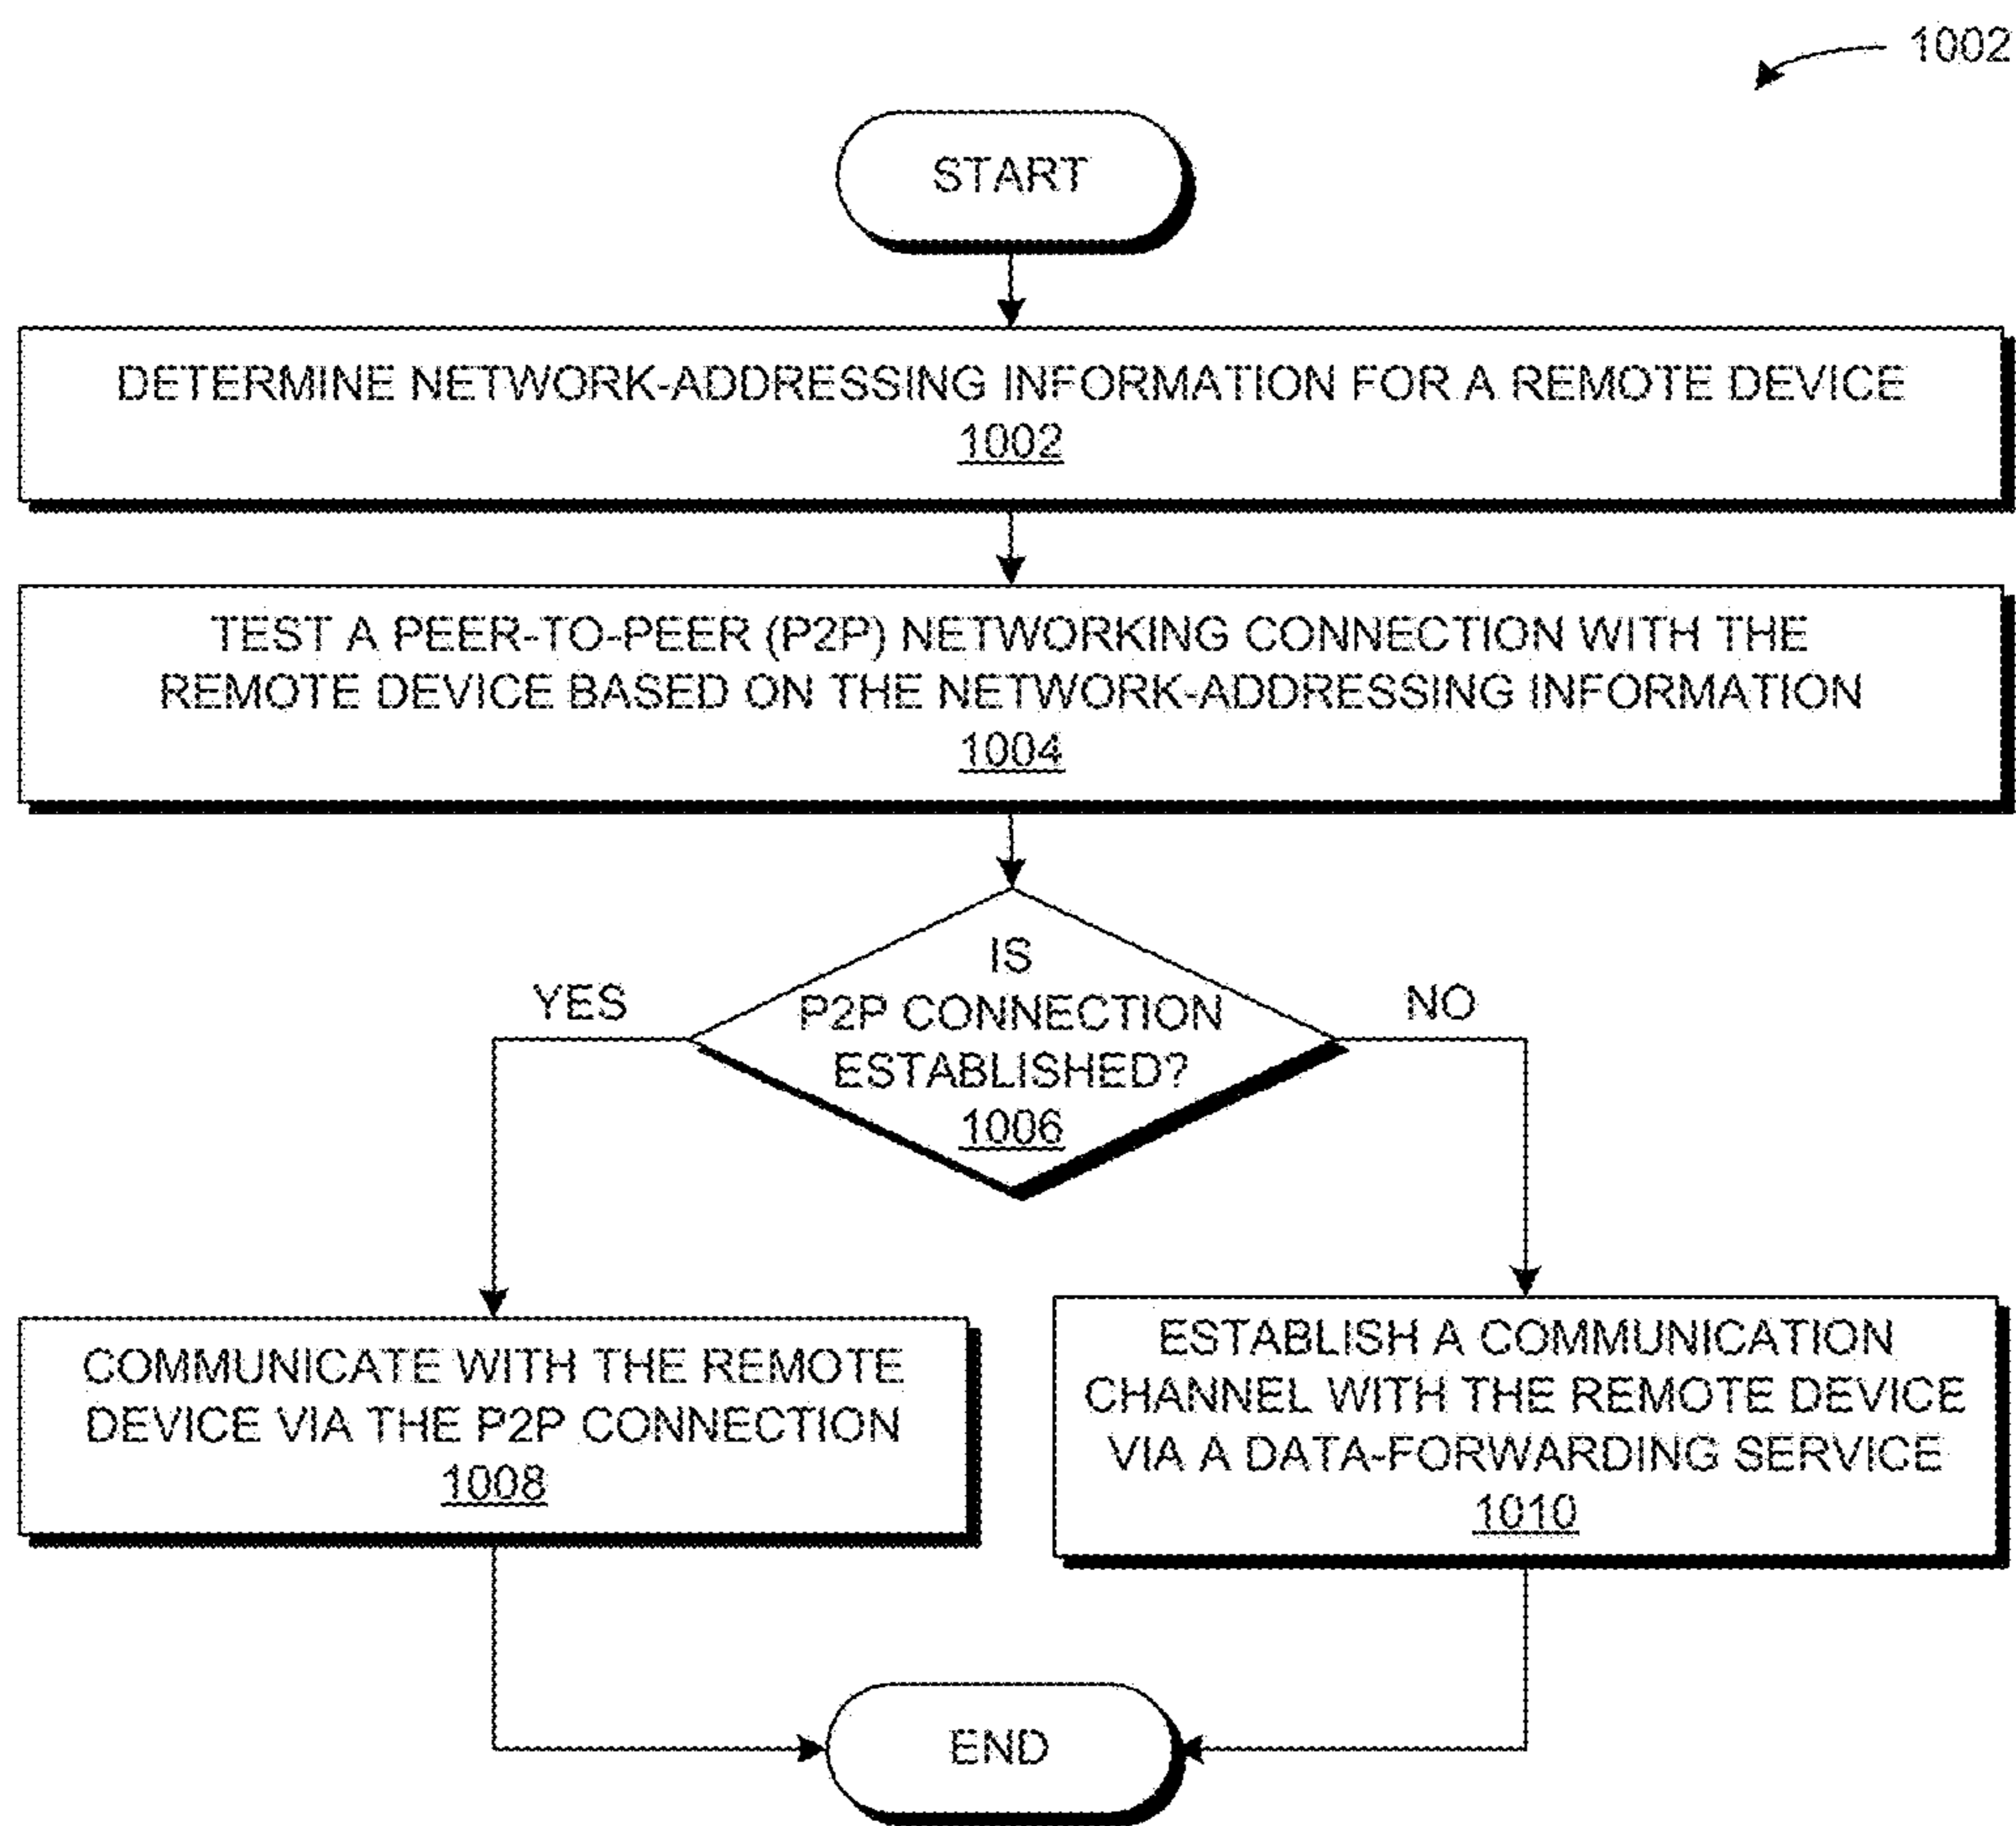 1002
START
DETERMINE NETWORK-ADDRESSING INFORMATION FOR A REMOTE DEVICE
1002
TEST A PEER-TO-PEER (P2P) NETWORKING CONNECTION WITH THE
REMOTE DEVICE BASED ON THE NETWORK-ADDRESSING INFORMATION
1004
IS
P2P CONNECTION
ESTABLISHED?
1006
YES
NO
COMMUNICATE WITH THE REMOTE
DEVICE VIA THE P2P CONNECTION
1008
ESTABLISH A COMMUNICATION
CHANNEL WITH THE REMOTE DEVICE
VIA A DATA-FORWARDING SERVICE
1010
END